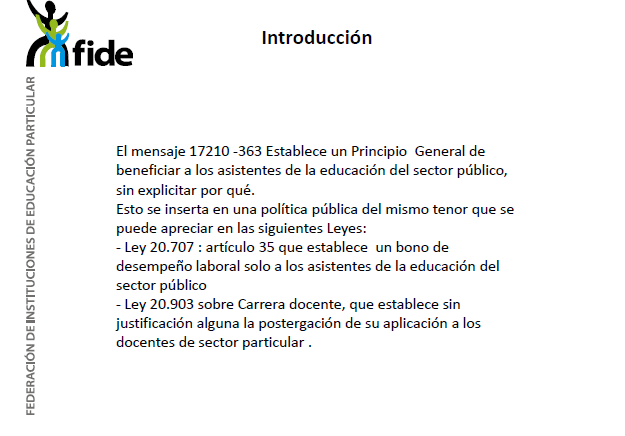 fide
Introducción
FEDERACIÓN DE INSTITUCIONES DE EDUCACIÓN PARTICULAR
El mensaje 17210 -363 Establece un Principio  General de
beneficiar a los asistentes de la educación del sector público,
sin explicitar por qué.
Esto se inserta en una política pública del mismo tenor que se
puede apreciar en las siguientes Leyes:
- Ley 20.707 : artículo 35 que establece  un bono de
desempeño laboral solo a los asistentes de la educación del
sector público
- Ley 20.903 sobre Carrera docente, que establece sin
justificación alguna la postergación de su aplicación a los
docentes de sector particular .